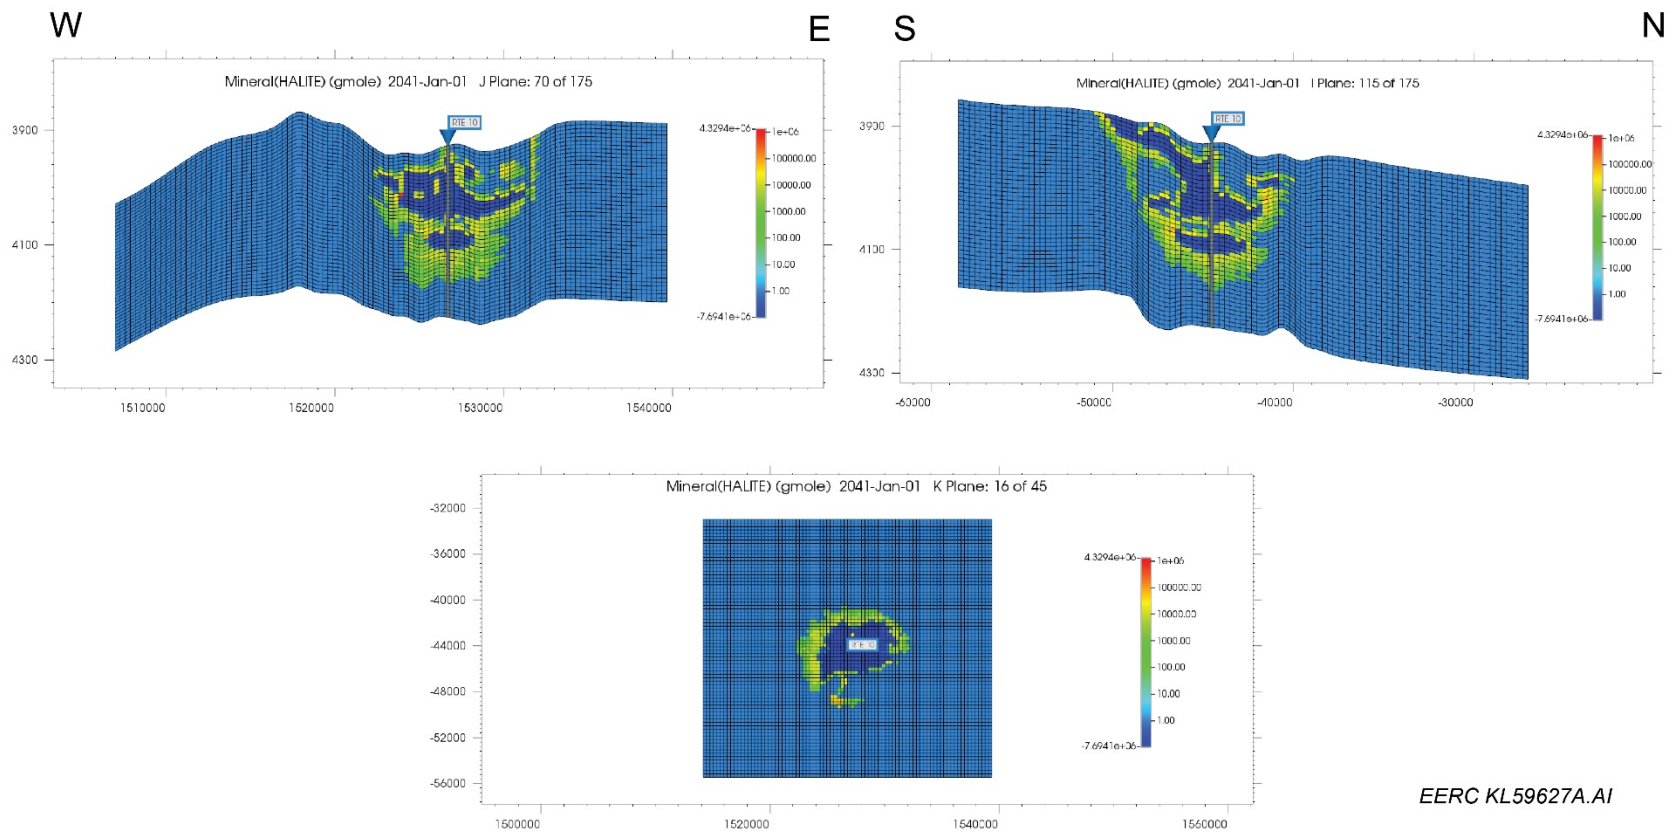 W E S N
Mineral(HALITE) (gmole) 2041-Jan-01 J Plane: 70 of 175
RTE 10
3900
4100
4300
1510000 1520000 1530000 1540000
4.3294e+06 1e+06
100000.00
10000.00
1000.00
100.00
10.00
1.00
-7.6941e+06
Mineral(HALITE) (gmole) 2041-Jan-01 I Plane: 115 of 175
RTE 10
3900
4100
4300
-60000 -50000 -40000 -30000
4.3294e+06 1e+06
100000.00
10000.00
1000.00
100.00
10.00
1.00
-7.6941e+06
Mineral(HALITE) (gmole) 2041-Jan-01 K Plane: 16 of 45
-32000
-36000
-40000
-44000
-48000
-52000
-56000
RTE 10
1500000 1520000 1540000 1560000
4.3294e+06 1e+06
100000.00
10000.00
1000.00
100.00
10.00
1.00
-7.6941e+06
EERC KL59627A.AI